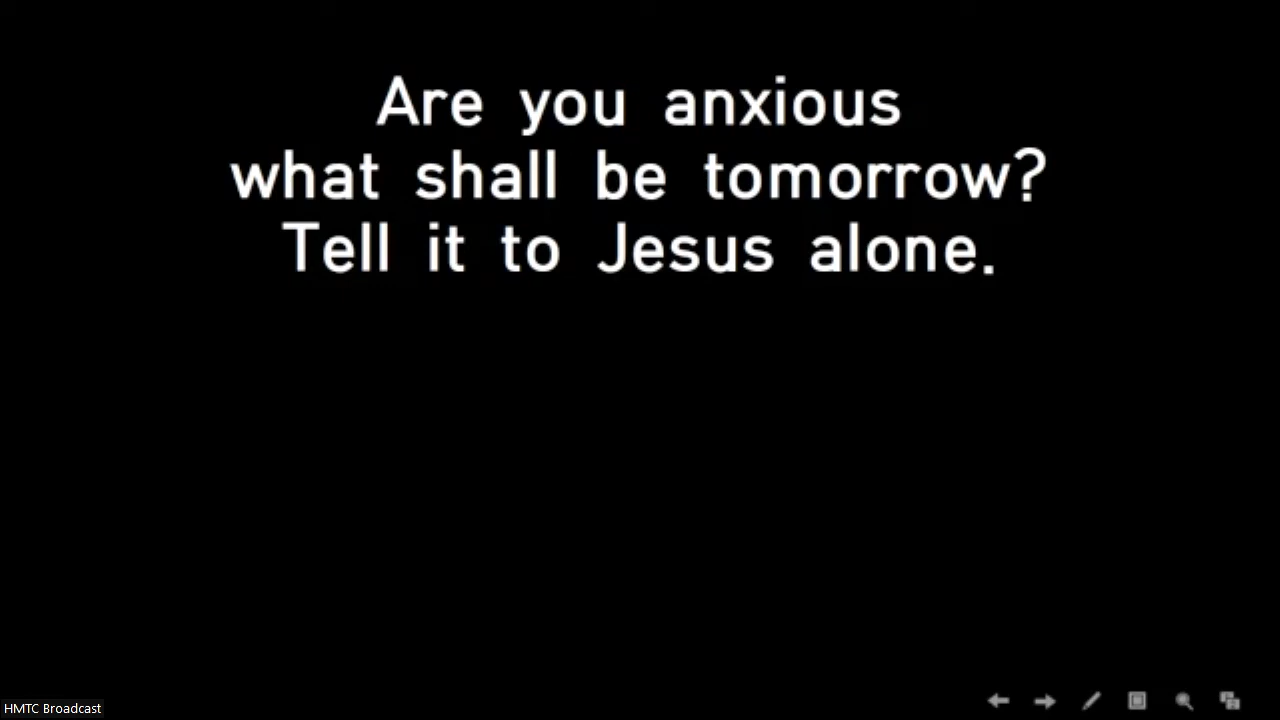 Are you anxious
what shall be tomorrow?
Tell it to Jesus alone.
HMTC Broadcast